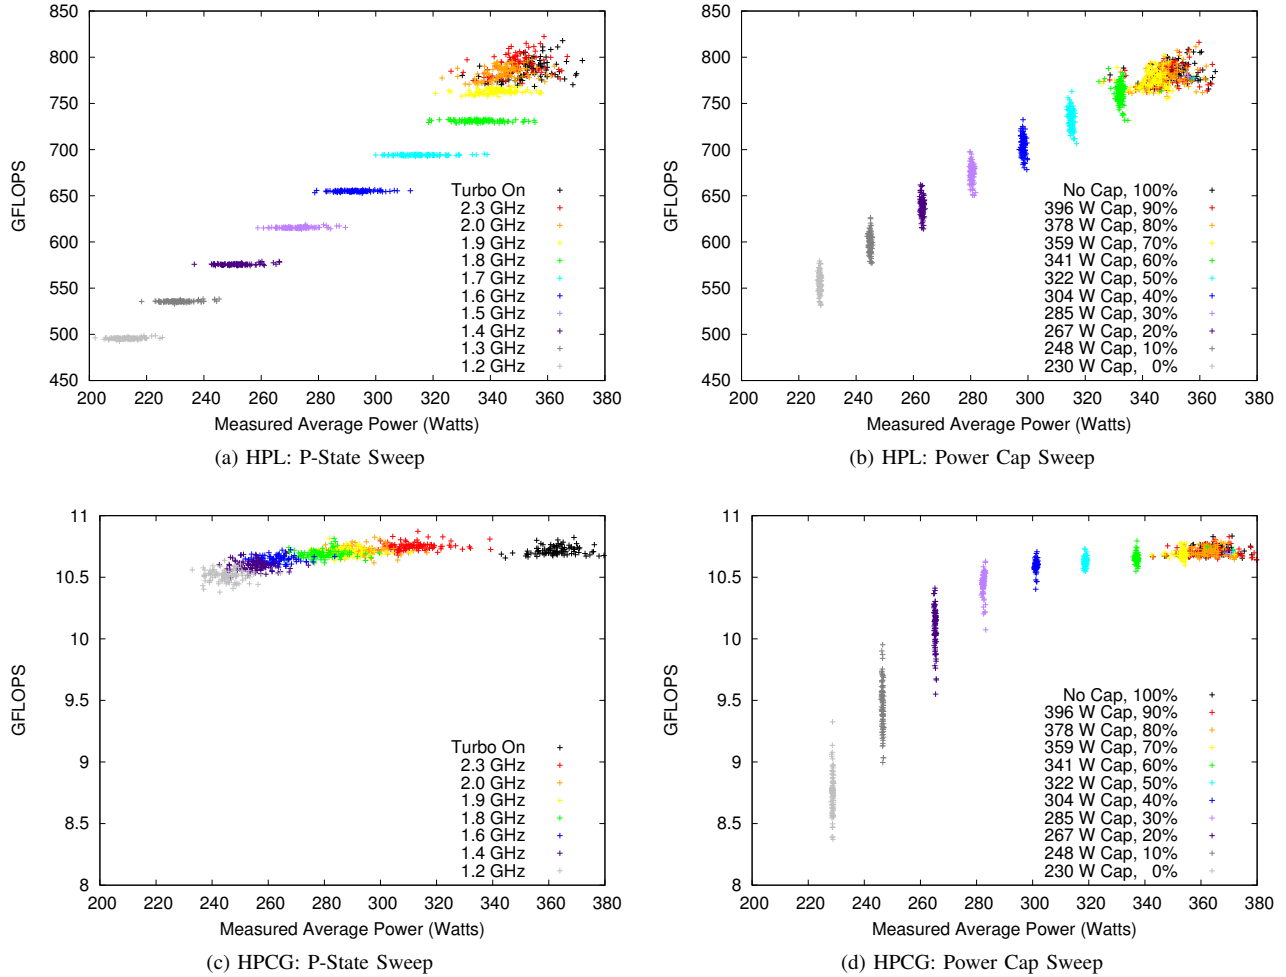 850
800
750
700
650
600
550
500
450
GFLOPS
Turbo On
2.3 GHz
2.0 GHz
1.9 GHz
1.8 GHz
1.7 GHz
1.6 GHz
1.5 GHz
1.4 GHz
1.3 GHz
1.2 GHz
200 220 240 260 280 300 320 340 360 380
Measured Average Power (Watts)
(a) HPL: P-State Sweep
850
800
750
700
650
600
550
500
450
GFLOPS
No Cap, 100%
396 W Cap, 90%
378 W Cap, 80%
359 W Cap, 70%
341 W Cap, 60%
322 W Cap, 50%
304 W Cap, 40%
285 W Cap, 30%
267 W Cap, 20%
248 W Cap, 10%
230 W Cap, 0%
200 220 240 260 280 300 320 340 360 380
Measured Average Power (Watts)
(b) HPL: Power Cap Sweep
11
10.5
10
9.5
9
8.5
8
GFLOPS
Turbo On
2.3 GHz
2.0 GHz
1.9 GHz
1.8 GHz
1.6 GHz
1.4 GHz
1.2 GHz
200 220 240 260 280 300 320 340 360 380
Measured Average Power (Watts)
(c) HPCG: P-State Sweep
11
10.5
10
9.5
9
8.5
8
GFLOPS
No Cap, 100%
396 W Cap, 90%
378 W Cap, 80%
359 W Cap, 70%
341 W Cap, 60%
322 W Cap, 50%
304 W Cap, 40%
285 W Cap, 30%
267 W Cap, 20%
248 W Cap, 10%
230 W Cap, 0%
200 220 240 260 280 300 320 340 360 380
Measured Average Power (Watts)
(d) HPCG: Power Cap Sweep